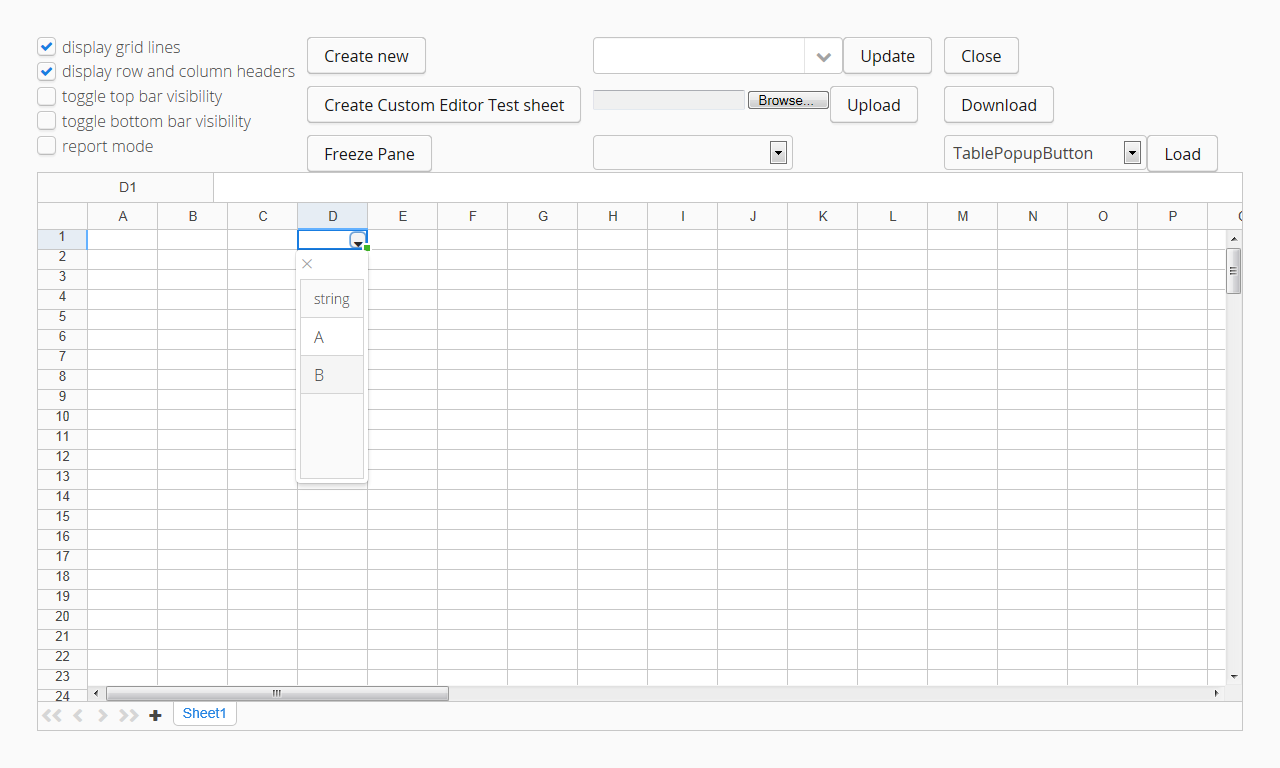 display grid lines
display row and column headers
toggle top bar visibility
toggle bottom bar visibility
report mode
Create new
Update
Close
Create Custom Editor Test sheet
Browse...
Upload
Download
Freeze Pane
TablePopupButton
Load
D1
A B C D E F G H I J K L M N O P
1
2
3
4
5
6
7
8
9
10
11
12
13
14
15
16
17
18
19
20
21
22
23
24
string
A
B
Sheet1